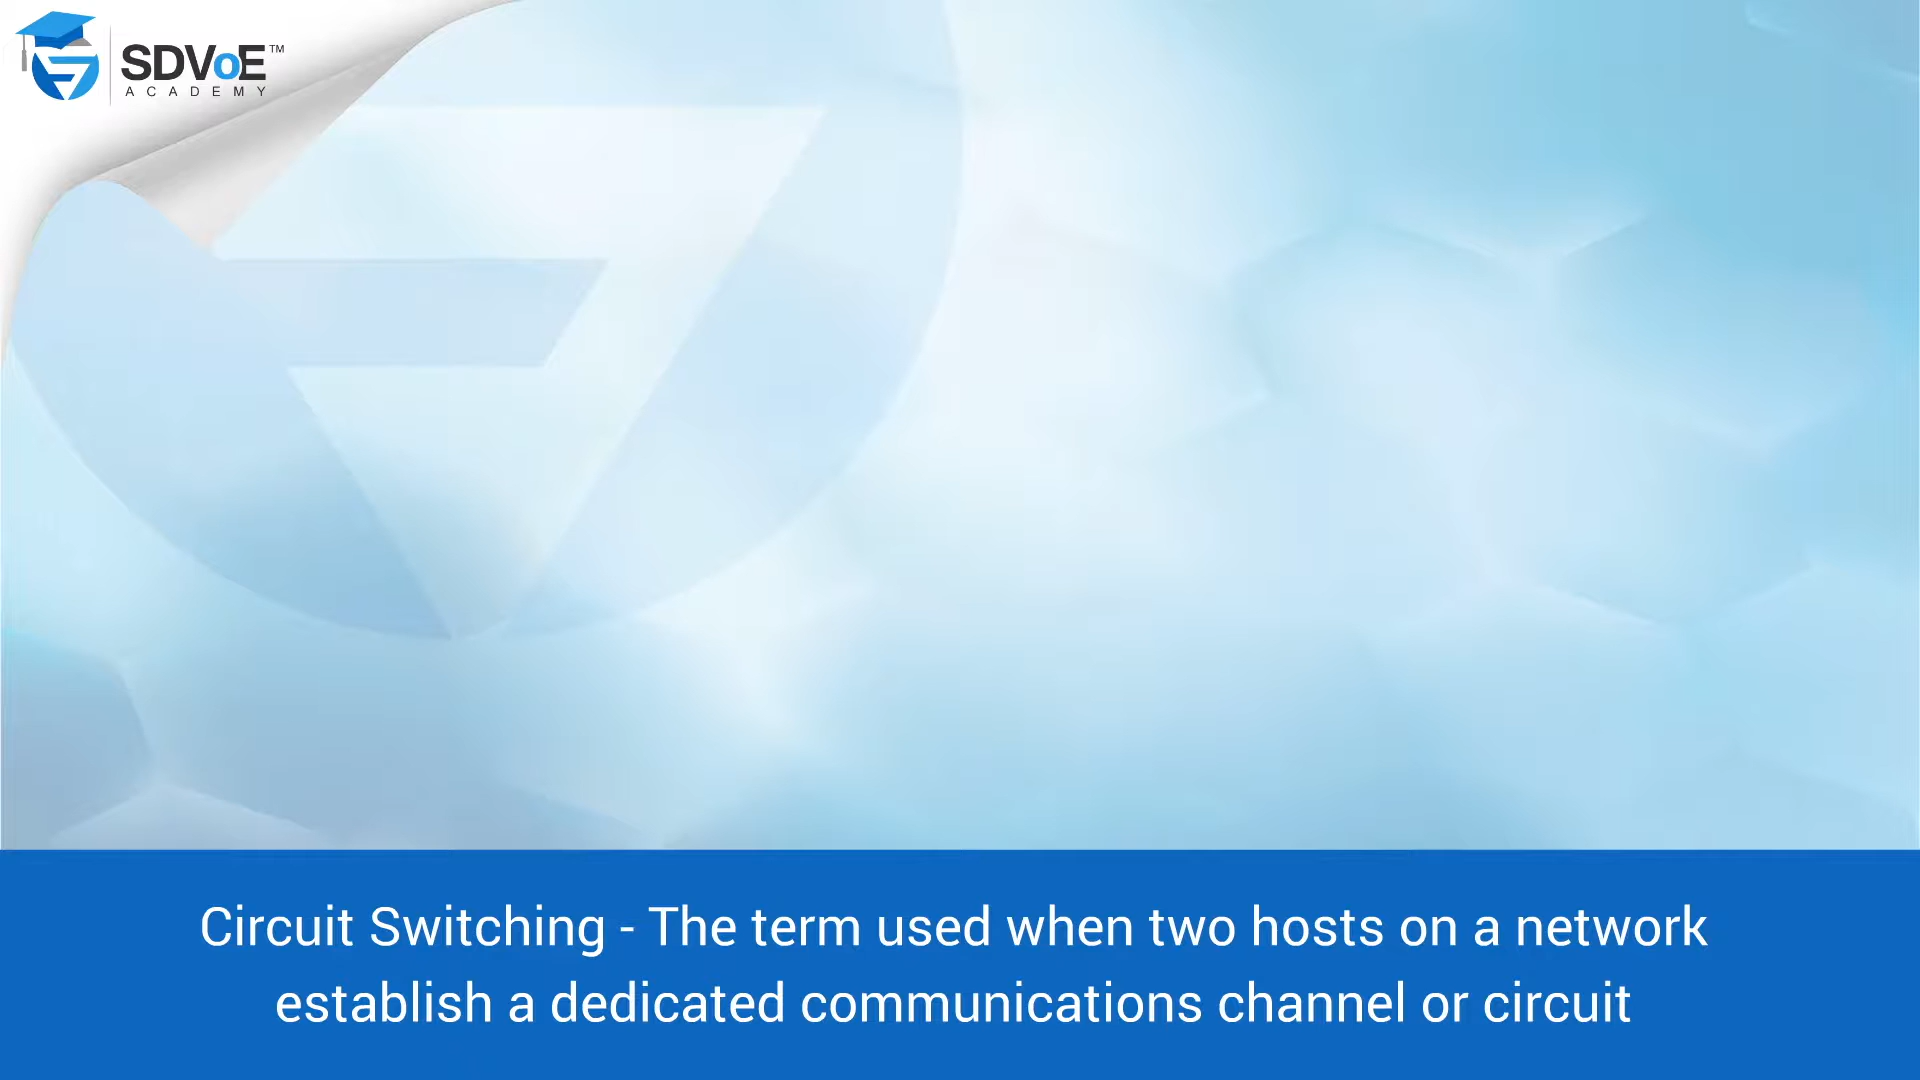 SDVoE™
ACADEMY
Circuit Switching - The term used when two hosts on a network
establish a dedicated communications channel or circuit